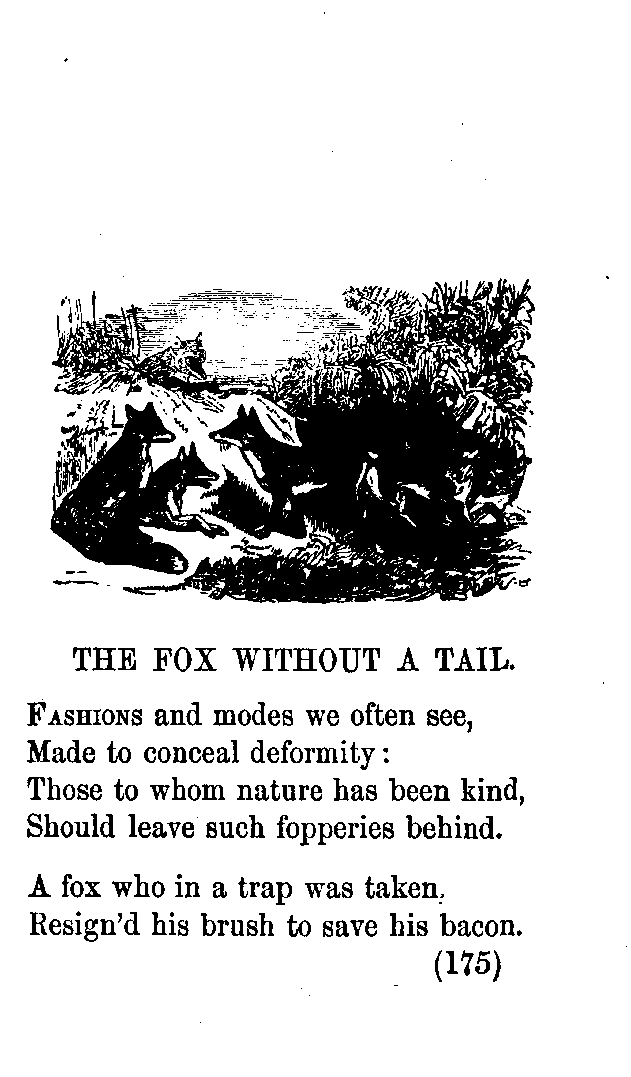 THE FOX WITHOUT A TAIL.
FASHIONS and modes we often see,
Made to conceal deformity:
Those to whom nature has been kind,
Should leave such fopperies behind.
A fox who in a trap was taken,
Resign'd his brush to save his bacon.
(175)